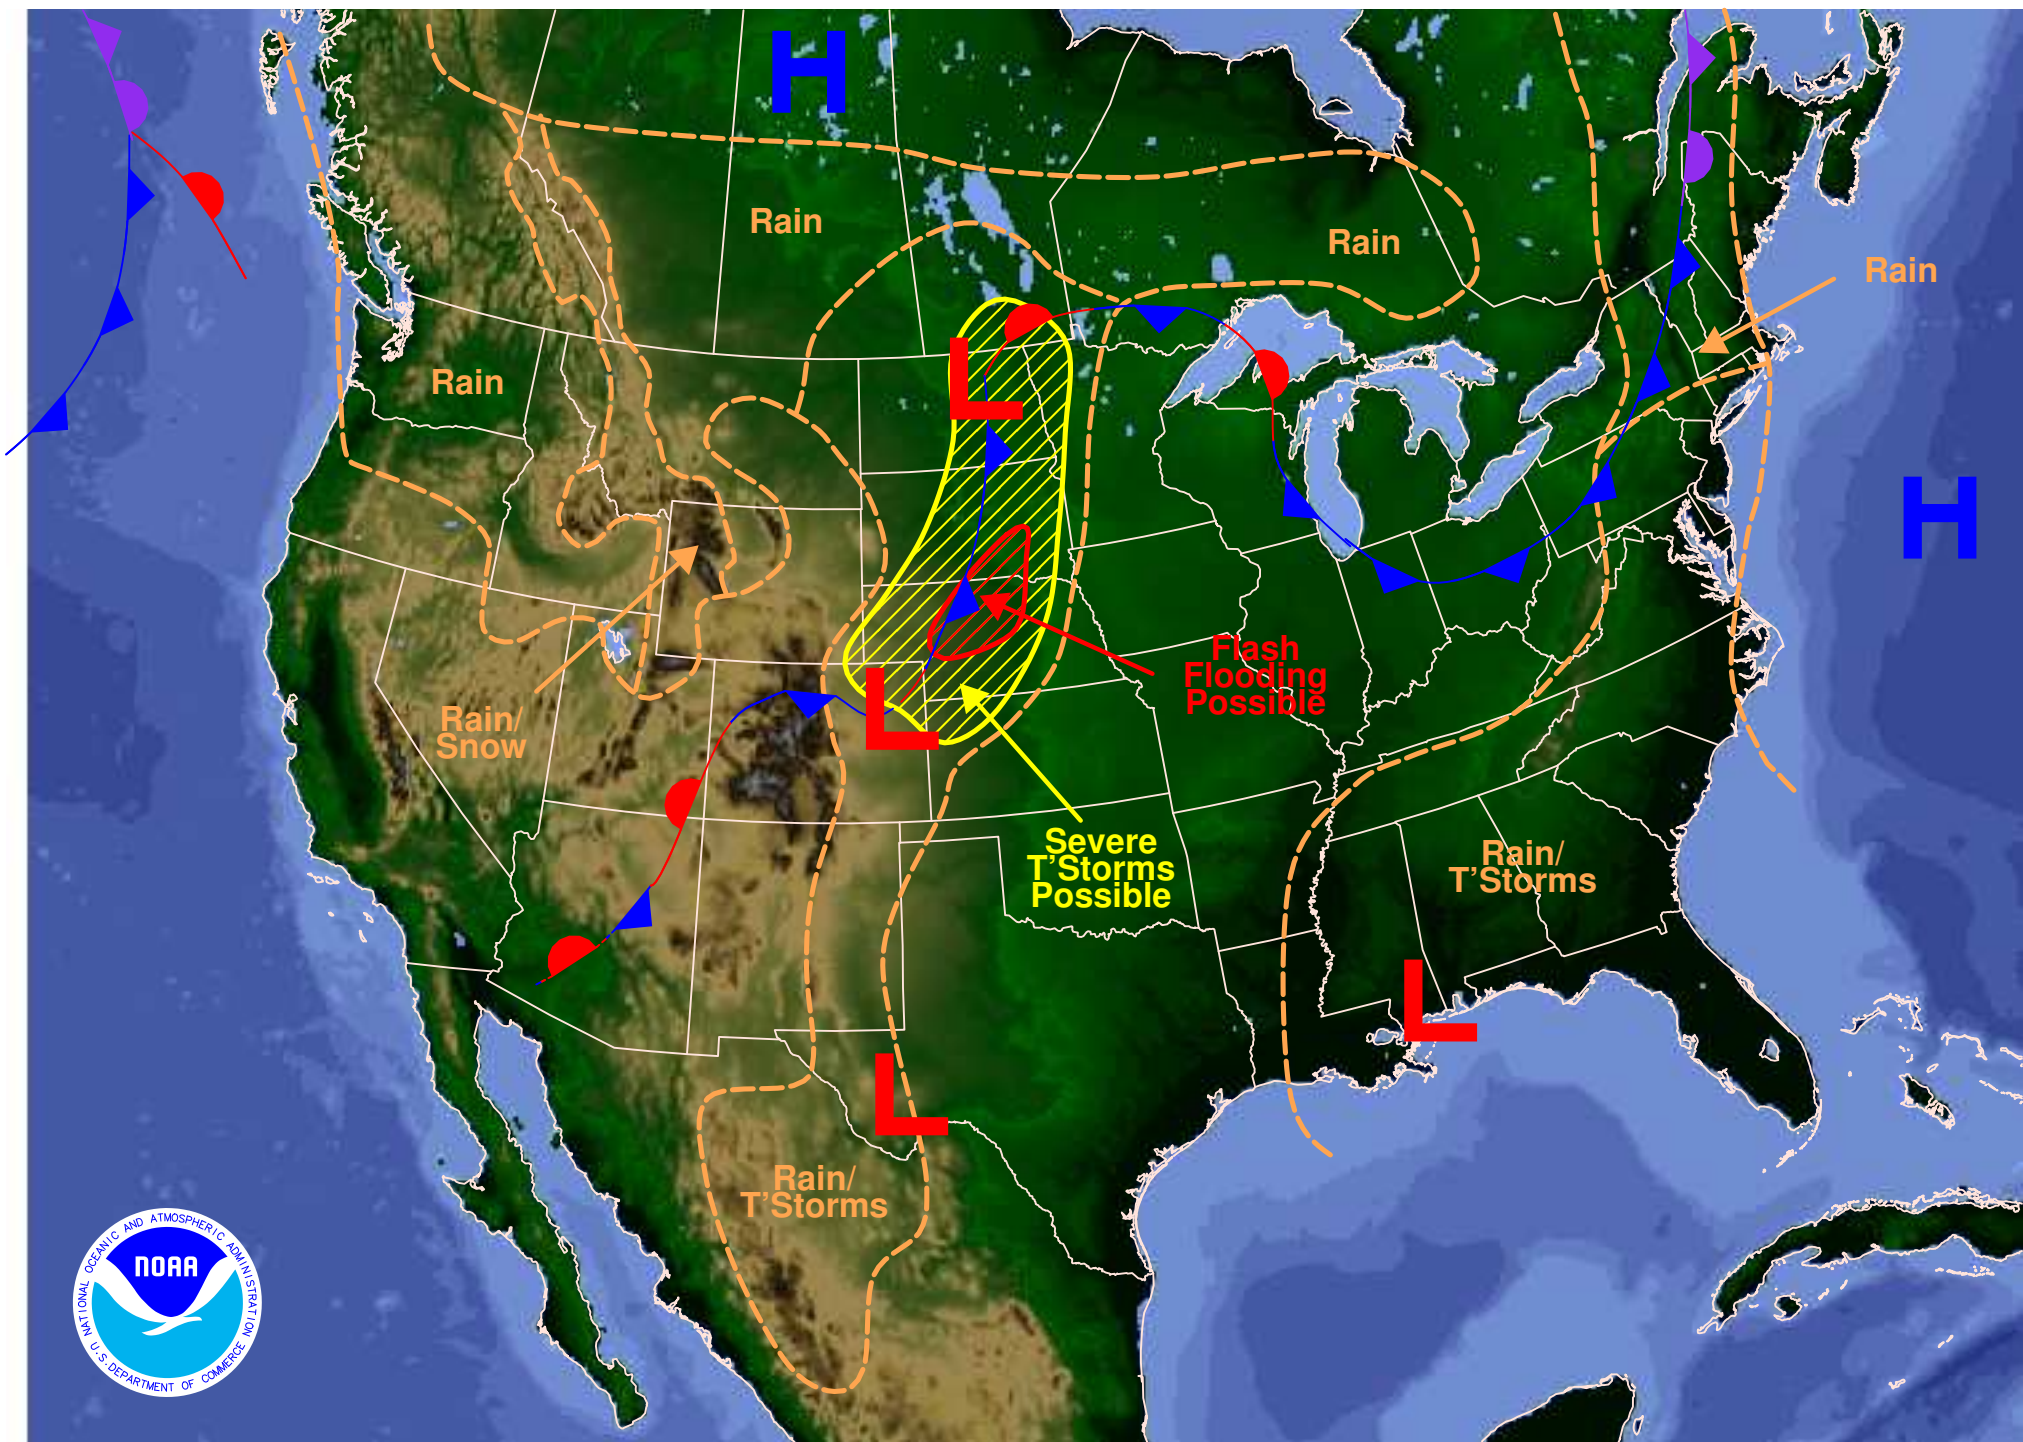 H
Rain
Rain
Rain
Rain
L
H
Flash
Flooding
Possible
L
Rain/
Snow
Severe
T'Storms
Possible
Rain/
T'Storms
L
L
Rain/
T'Storms
NATIONAL OCEANIC AND ATMOSPHERIC ADMINISTRATION
NOAA
U.S. DEPARTMENT OF COMMERCE